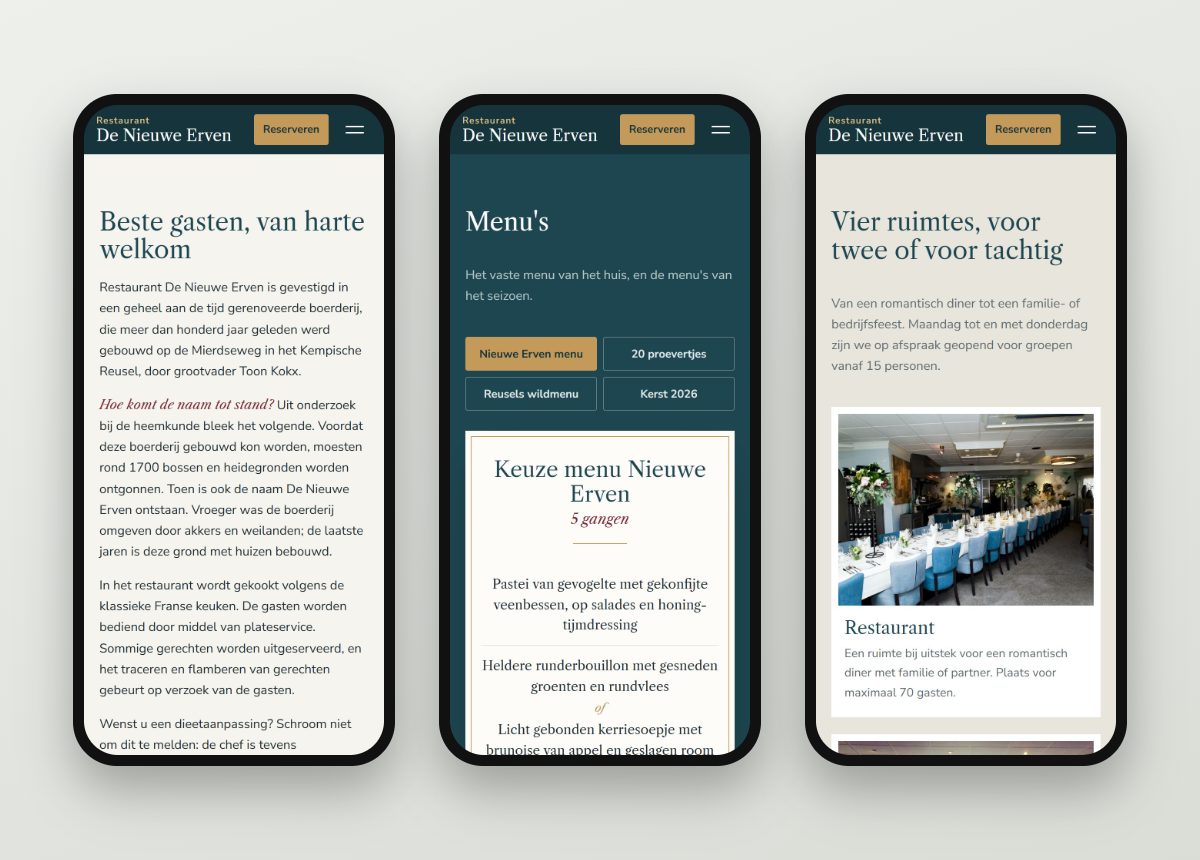 Restaurant
De Nieuwe Erven
Reserveren
Beste gasten, van harte
welkom
Restaurant De Nieuwe Erven is gevestigd in
een geheel aan de tijd gerenoveerde boerderij,
die meer dan honderd jaar geleden werd
gebouwd op de Mierdseweg in het Kempische
Reusel, door grootvader Toon Kokx.
Hoe komt de naam tot stand? Uit onderzoek
bij de heemkunde bleek het volgende. Voordat
deze boerderij gebouwd kon worden, moesten
rond 1700 bossen en heidegronden worden
ontgonnen. Toen is ook de naam De Nieuwe
Erven ontstaan. Vroeger was de boerderij
omgeven door akkers en weilanden; de laatste
jaren is deze grond met huizen bebouwd.
In het restaurant wordt gekookt volgens de
klassieke Franse keuken. De gasten worden
bediend door middel van plateservice.
Sommige gerechten worden uitgeserveerd, en
het traceren en flamberen van gerechten
gebeurt op verzoek van de gasten.
Wenst u een dieetaanpassing? Schroom niet
om dit te melden: de chef is tevens
Restaurant
De Nieuwe Erven
Reserveren
Menu's
Het vaste menu van het huis, en de menu's van
het seizoen.
Nieuwe Erven menu
20 proevertjes
Reusels wildmenu
Kerst 2026
Keuze menu Nieuwe
Erven
5 gangen
Pastei van gevogelte met gekonfijte
veenbessen, op salades en honing-
tijmdressing
Heldere runderbouillon met gesneden
groenten en rundvlees
of
Licht gebonden kerriesoepje met
brunoise van appel en geslagen room
Restaurant
De Nieuwe Erven
Reserveren
Vier ruimtes, voor
twee of voor tachtig
Van een romantisch diner tot een familie- of
bedrijfsfeest. Maandag tot en met donderdag
zijn we op afspraak geopend voor groepen
vanaf 15 personen.
Restaurant
Een ruimte bij uitstek voor een romantisch
diner met familie of partner. Plaats voor
maximaal 70 gasten.